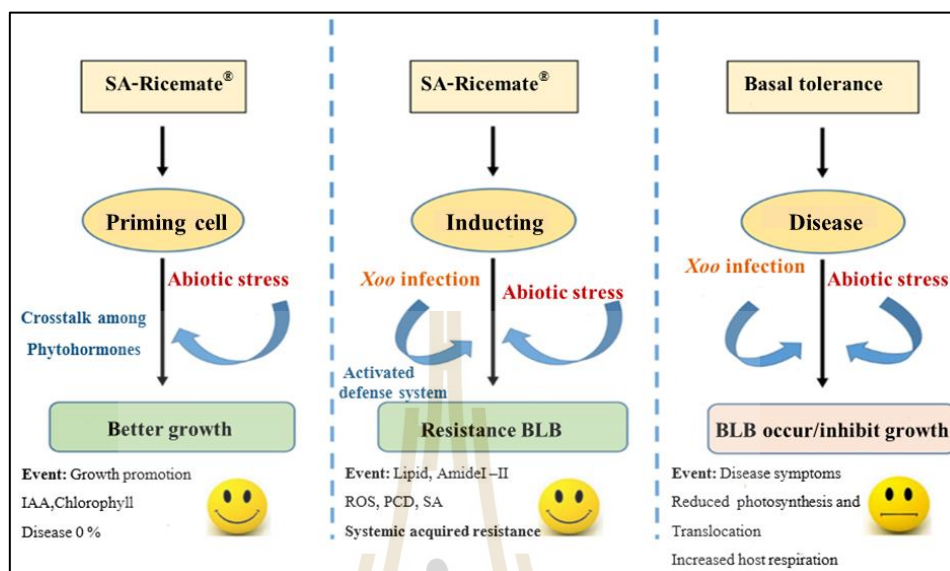 SA-Ricemate®
Priming cell
Abiotic stress
Crosstalk among
Phytohormones
Better growth
Event: Growth promotion
IAA,Chlorophyll
Disease 0 %
SA-Ricemate®
Inducting
Xoo infection
Abiotic stress
Activated
defense system
Resistance BLB
Event: Lipid, AmideI –II
ROS, PCD, SA
Systemic acquired resistance
Basal tolerance
Disease
Xoo infection
Abiotic stress
BLB occur/inhibit growth
Event: Disease symptoms
Reduced photosynthesis and
Translocation
Increased host respiration